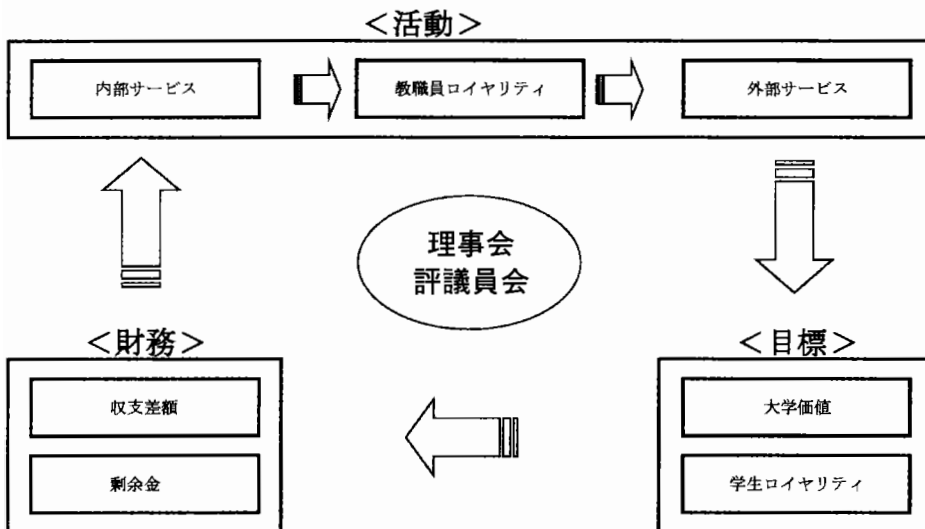 ＜活動＞
内部サービス
教職員ロイヤリティ
外部サービス
理事会
評議員会
＜財務＞
収支差額
剰余金
＜目標＞
大学価値
学生ロイヤリティ